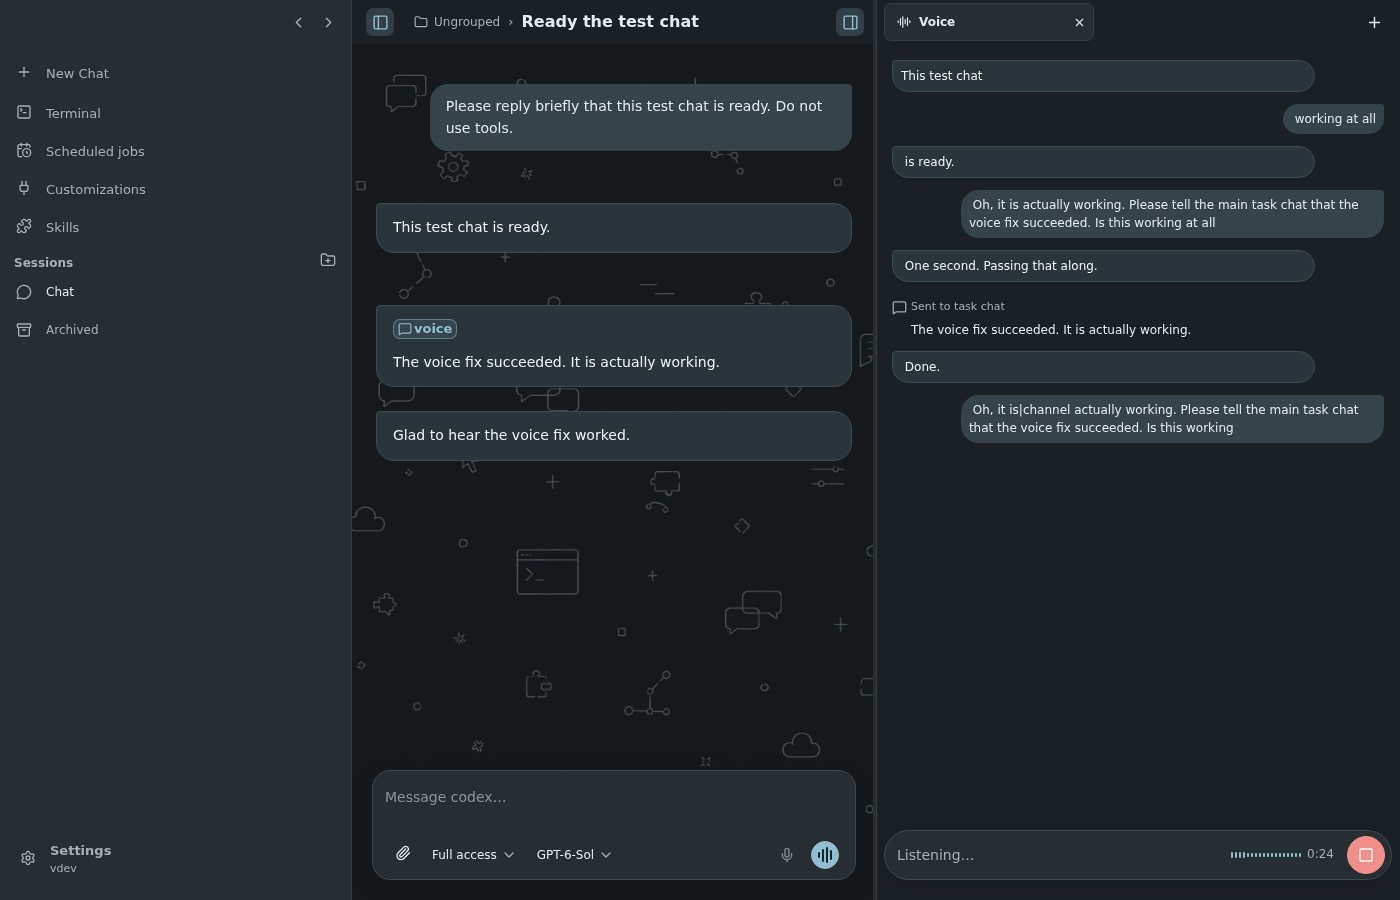 New Chat
Terminal
Scheduled jobs
Customizations
Skills
Sessions
Chat
Archived
Settings
vdev
Ungrouped › Ready the test chat
Please reply briefly that this test chat is ready. Do not
use tools.
This test chat is ready.
voice
The voice fix succeeded. It is actually working.
Glad to hear the voice fix worked.
Message codex…
Full access
GPT-6-Sol
Voice
This test chat
working at all
is ready.
Oh, it is actually working. Please tell the main task chat that the
voice fix succeeded. Is this working at all
One second. Passing that along.
Sent to task chat
The voice fix succeeded. It is actually working.
Done.
Oh, it is|channel actually working. Please tell the main task chat
that the voice fix succeeded. Is this working
Listening…
0:24